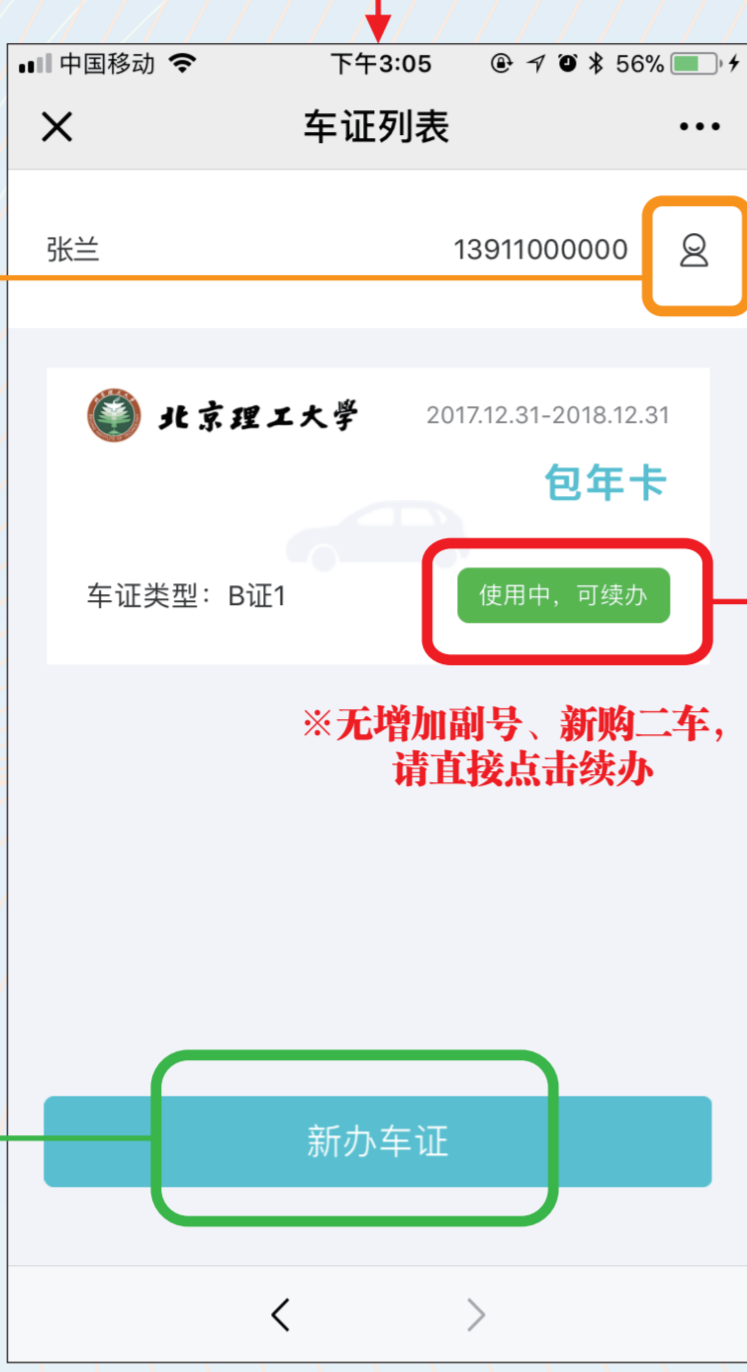 中国移动 下午3:05 56%
车证列表
张兰 13911000000
北京理工大学 2017.12.31-2018.12.31
包年卡
车证类型：B证1 使用中，可续办
※无增加副号、新购二车，
请直接点击续办
新办车证